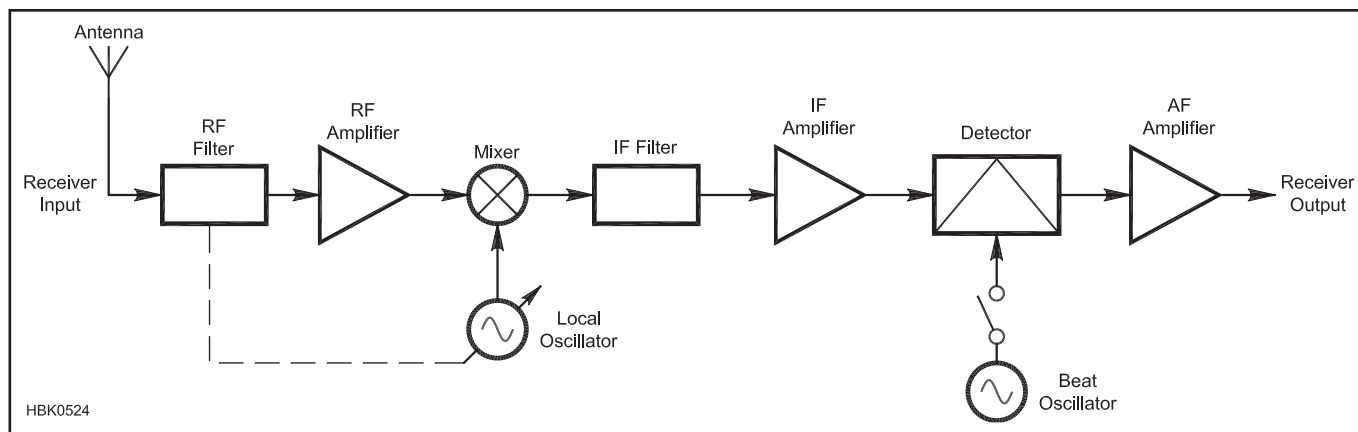 Antenna
RF
Filter
RF
Amplifier
Mixer
IF Filter
IF
Amplifier
Detector
AF
Amplifier
Receiver
Input
Receiver
Output
Local
Oscillator
Beat
Oscillator
HBK0524